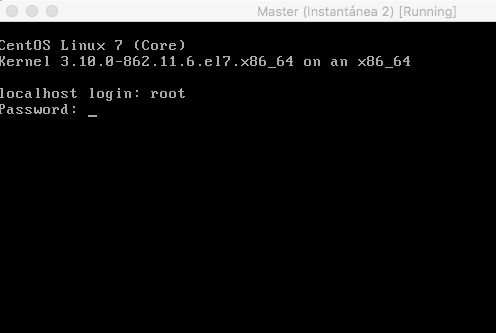 Master (Instantánea 2) [Running]
CentOS Linux 7 (Core)
Kernel 3.10.0-862.11.6.el7.x86_64 on an x86_64
localhost login: root
Password: _